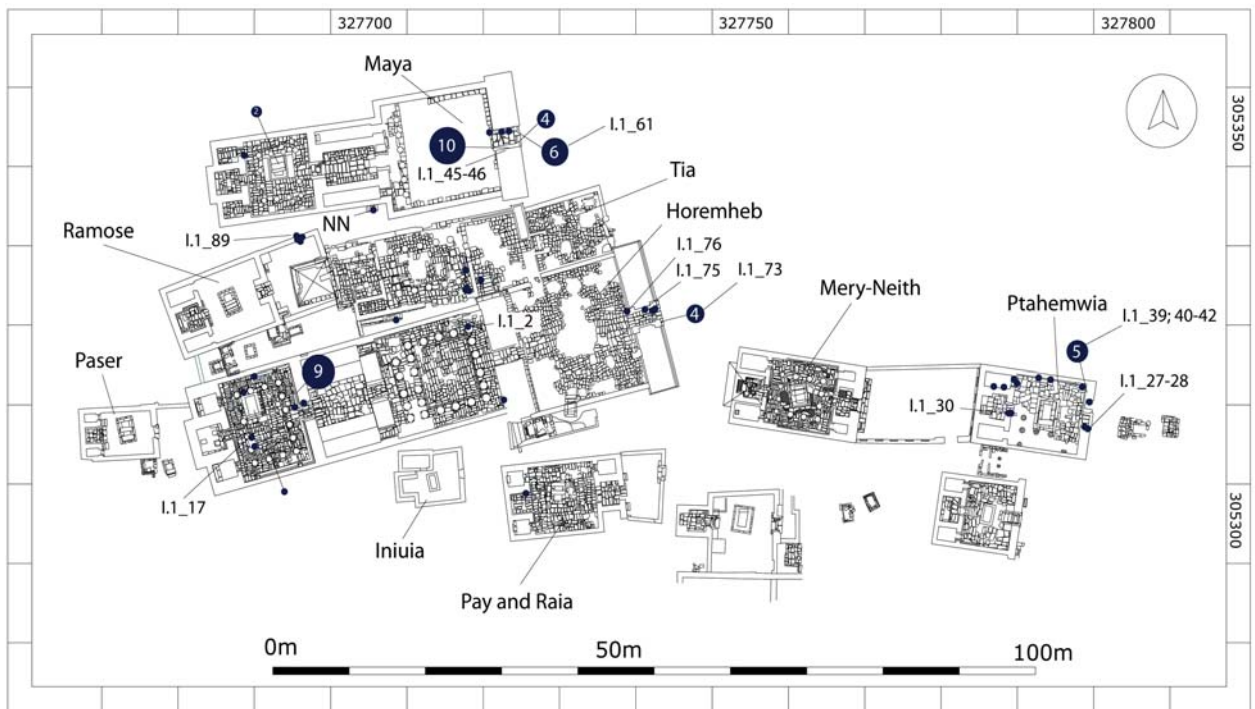 327700
327750
327800
305350
305300
Maya
2
4
10
6
I.1_61
I.1_45-46
Tia
NN
Horemheb
Ramose
I.1_89
I.1_76
I.1_75
I.1_73
Mery-Neith
Ptahemwia
4
I.1_2
I.1_39; 40-42
5
Paser
9
I.1_27-28
I.1_30
I.1_17
Iniuia
Pay and Raia
0m
50m
100m